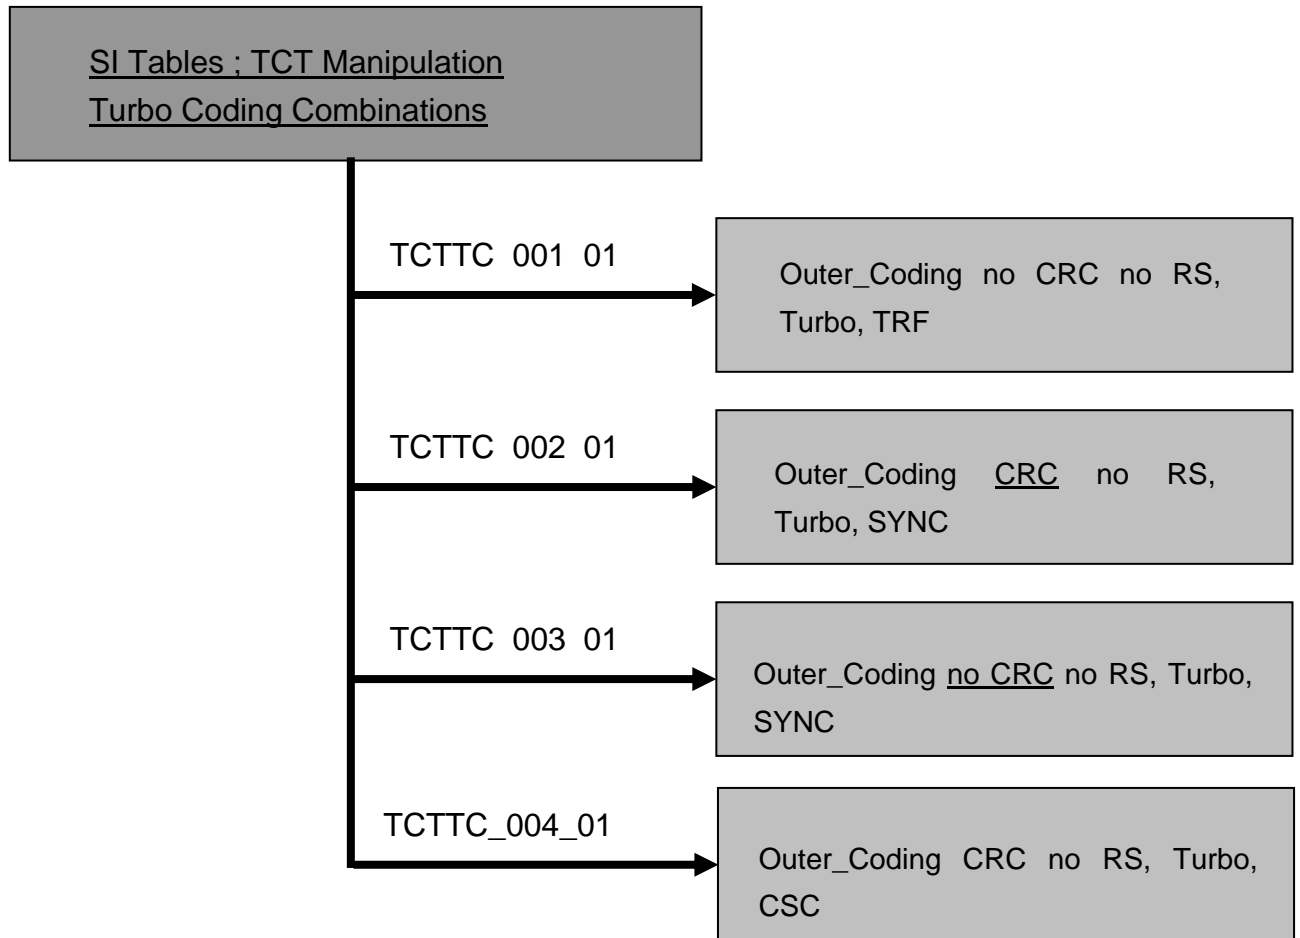 SI Tables ; TCT Manipulation
Turbo Coding Combinations
TCTTC 001 01
Outer_Coding no CRC no RS,
Turbo, TRF
TCTTC 002 01
Outer_Coding CRC no RS,
Turbo, SYNC
TCTTC 003 01
Outer_Coding no CRC no RS, Turbo,
SYNC
TCTTC_004_01
Outer_Coding CRC no RS, Turbo,
CSC